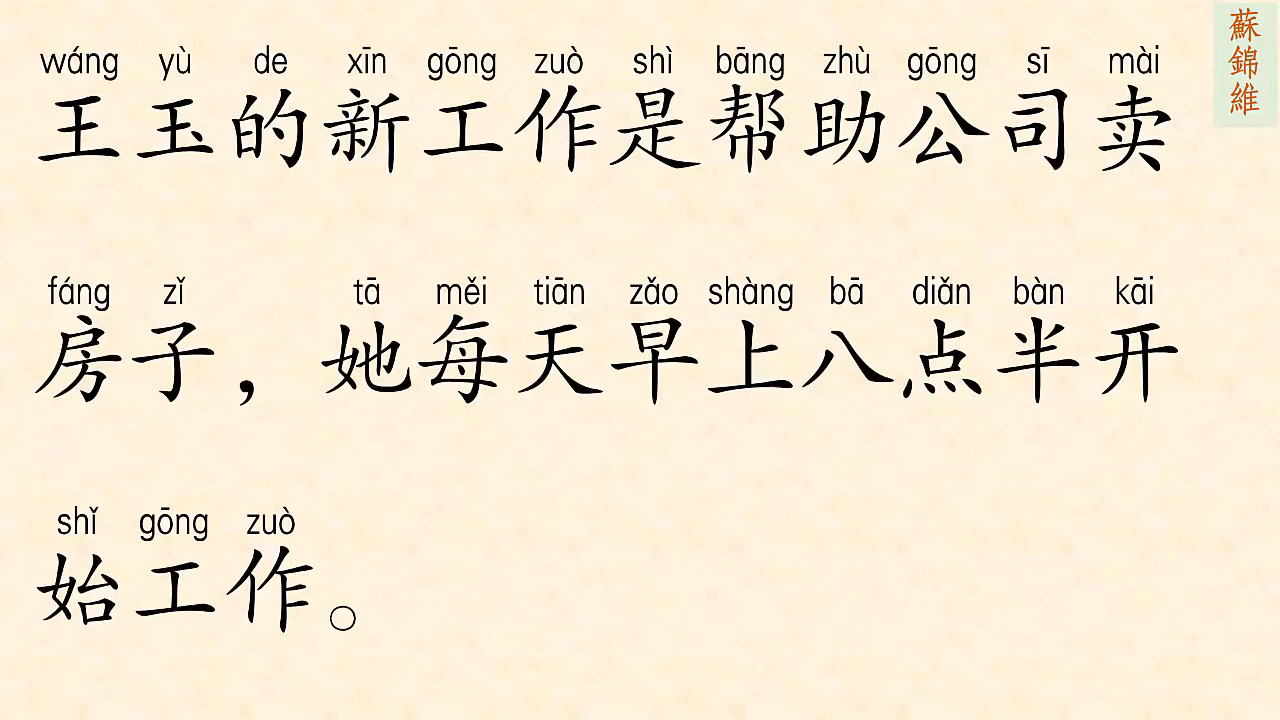 wáng yù de xīn gōng zuò shì bāng zhù gōng sī mài
王玉的新工作是帮助公司卖
fáng zǐ tā měi tiān zǎo shàng bā diǎn bàn kāi
房子，她每天早上八点半开
shǐ gōng zuò
始工作。
蘇錦維